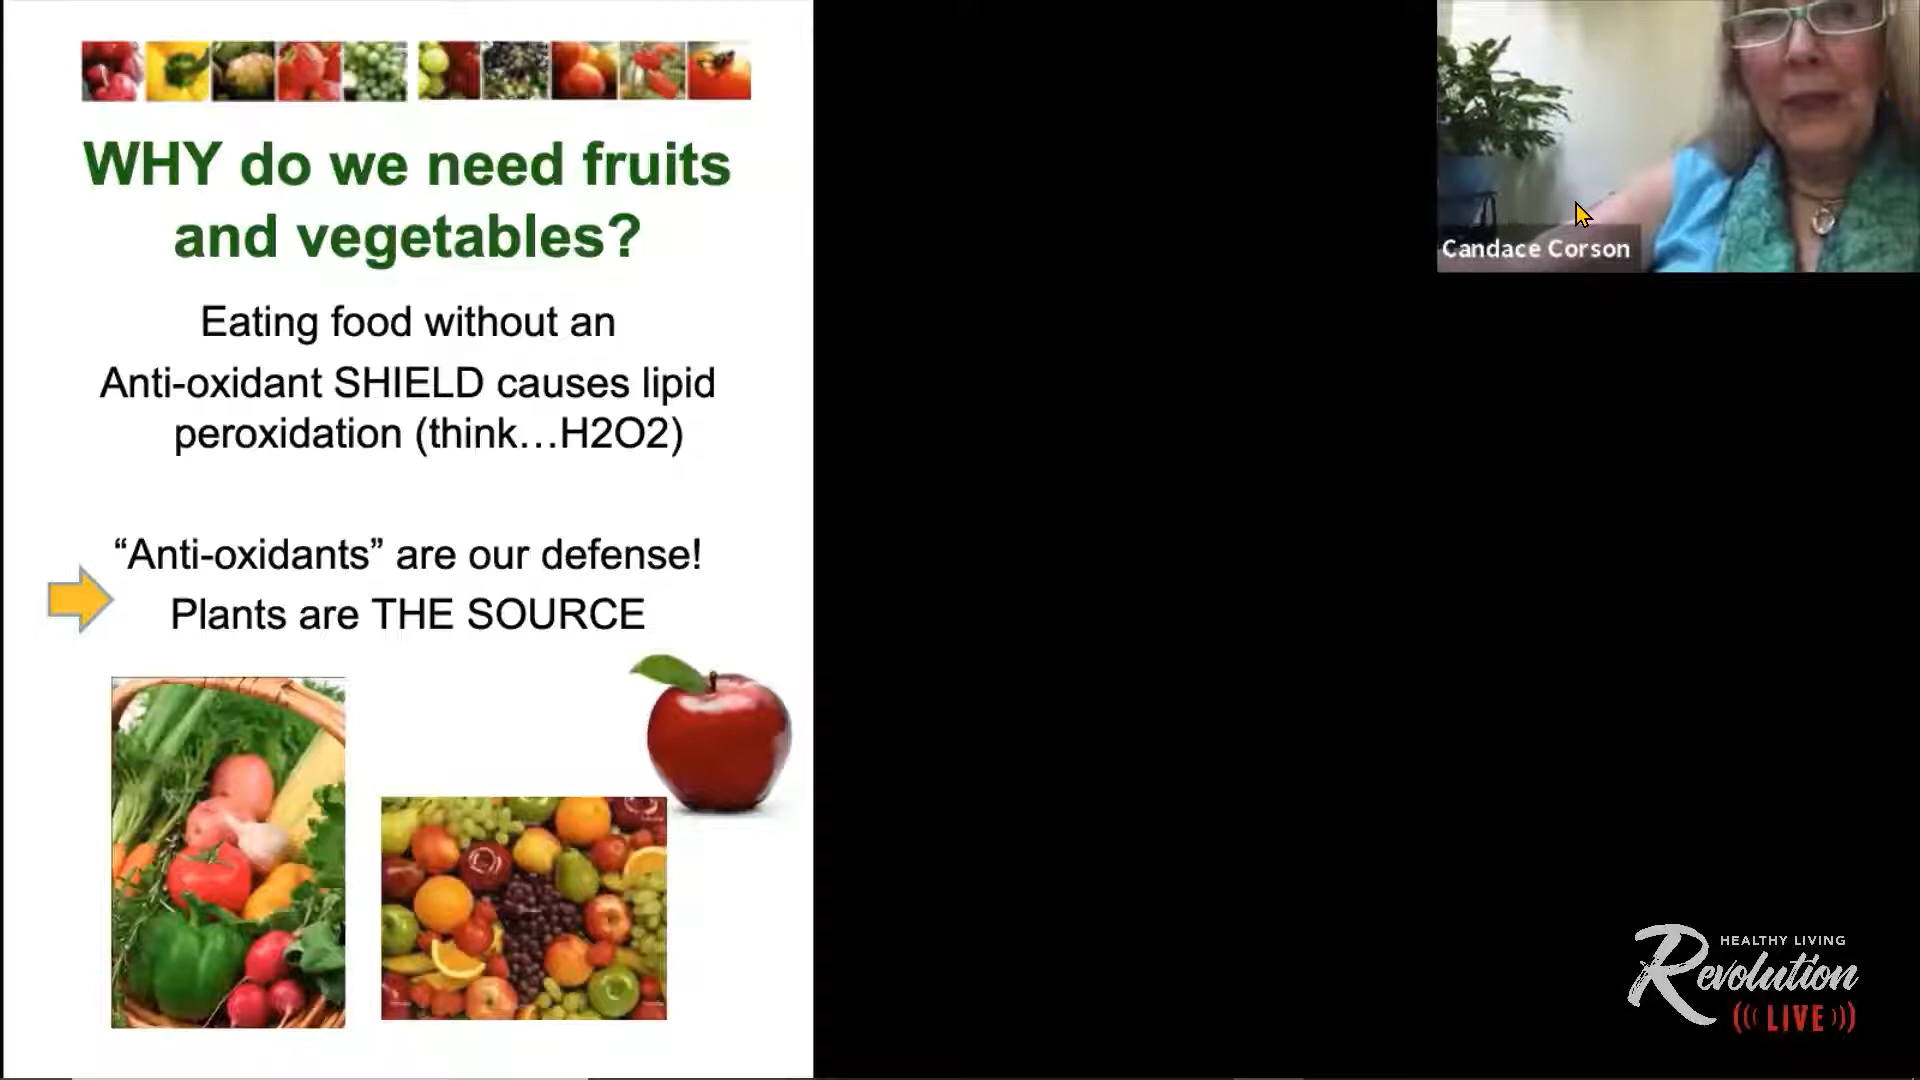 WHY do we need fruits
and vegetables?
Eating food without an
Anti-oxidant SHIELD causes lipid
peroxidation (think…H2O2)
“Anti-oxidants” are our defense!
Plants are THE SOURCE
Candace Corson
HEALTHY LIVING
Revolution
((( LIVE )))